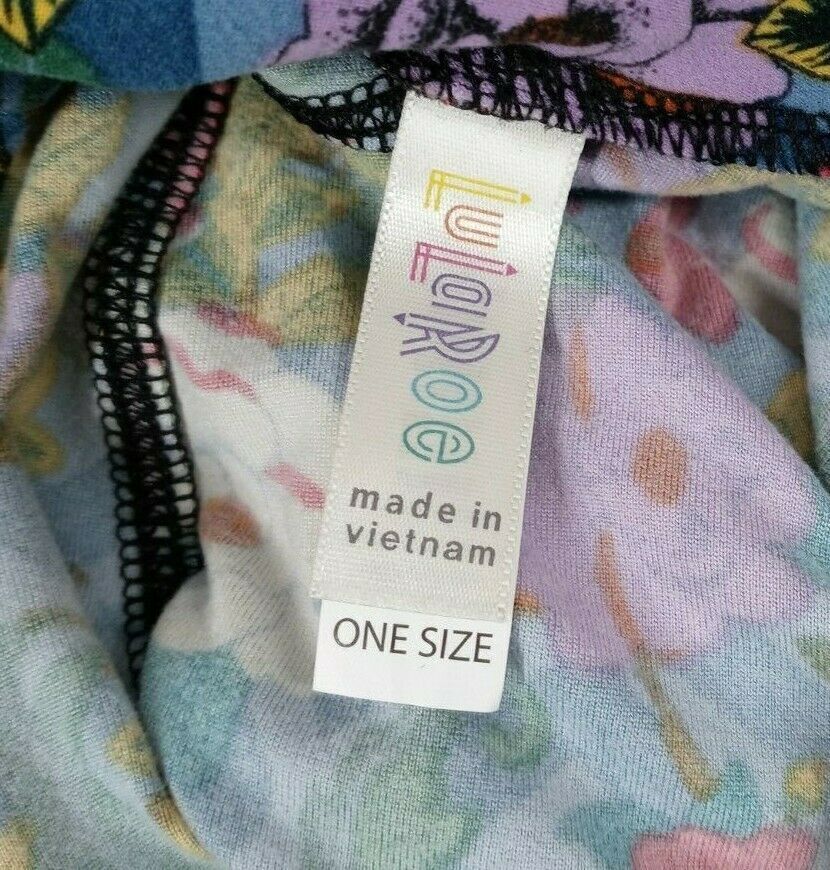 LuLaRoe
made in
vietnam
ONE SIZE